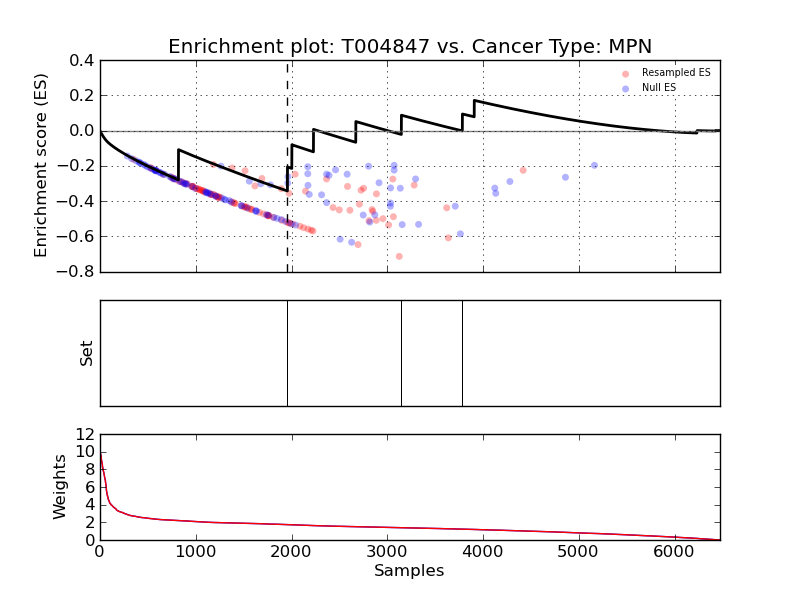 Enrichment plot: T004847 vs. Cancer Type: MPN
Enrichment score (ES)
0.4
0.2
0.0
−0.2
−0.4
−0.6
−0.8
Resampled ES
Null ES
Set
Weights
12
10
8
6
4
2
0
0 1000 2000 3000 4000 5000 6000
Samples